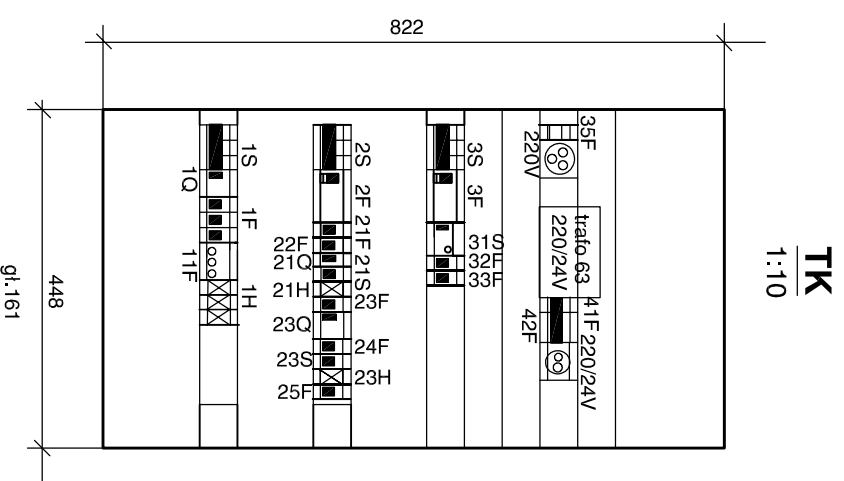 822
TK
1:10
448
gł.161
1S
1Q
1F
11F
1H
2S
2F
21F
22F
21Q
21S
21H
23F
23Q
24F
23S
23H
25F
3S
3F
31S
32F
33F
35F
220V
trafo 63
220/24V
41F
42F
220/24V